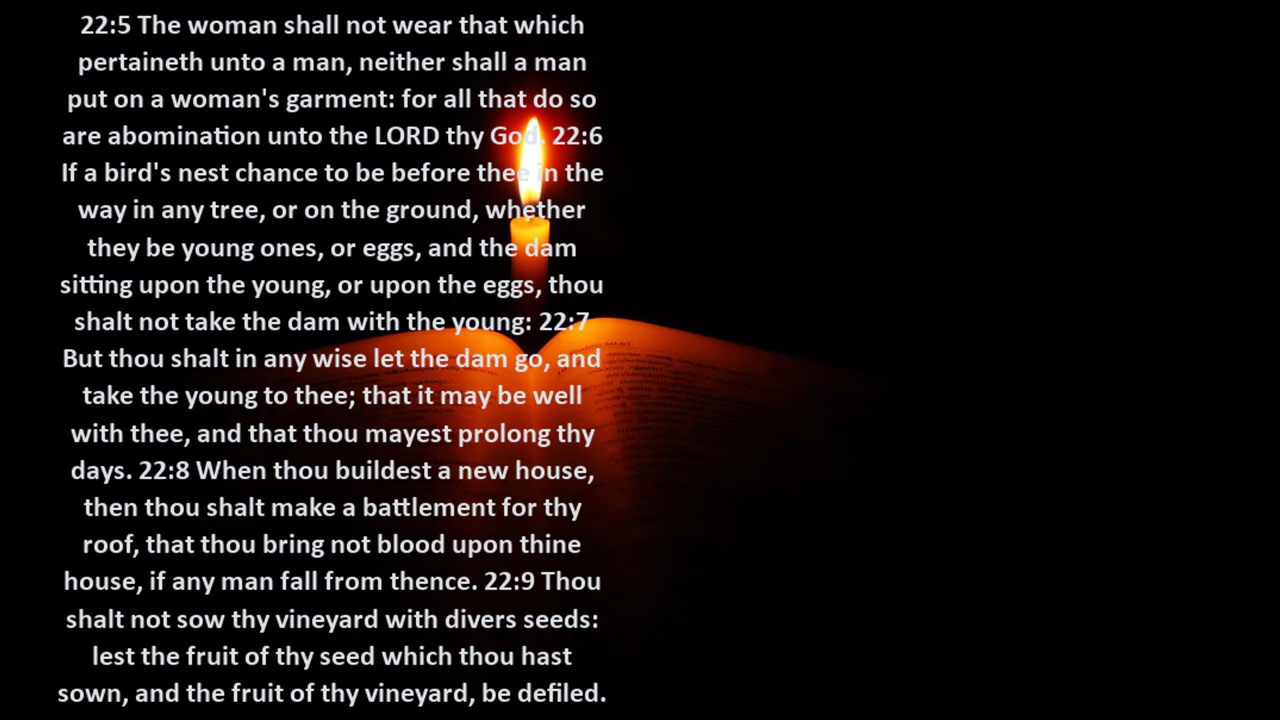 22:5 The woman shall not wear that which
pertaineth unto a man, neither shall a man
put on a woman's garment: for all that do so
are abomination unto the LORD thy God. 22:6
If a bird's nest chance to be before thee in the
way in any tree, or on the ground, whether
they be young ones, or eggs, and the dam
sitting upon the young, or upon the eggs, thou
shalt not take the dam with the young: 22:7
But thou shalt in any wise let the dam go, and
take the young to thee; that it may be well
with thee, and that thou mayest prolong thy
days. 22:8 When thou buildest a new house,
then thou shalt make a battlement for thy
roof, that thou bring not blood upon thine
house, if any man fall from thence. 22:9 Thou
shalt not sow thy vineyard with divers seeds:
lest the fruit of thy seed which thou hast
sown, and the fruit of thy vineyard, be defiled.